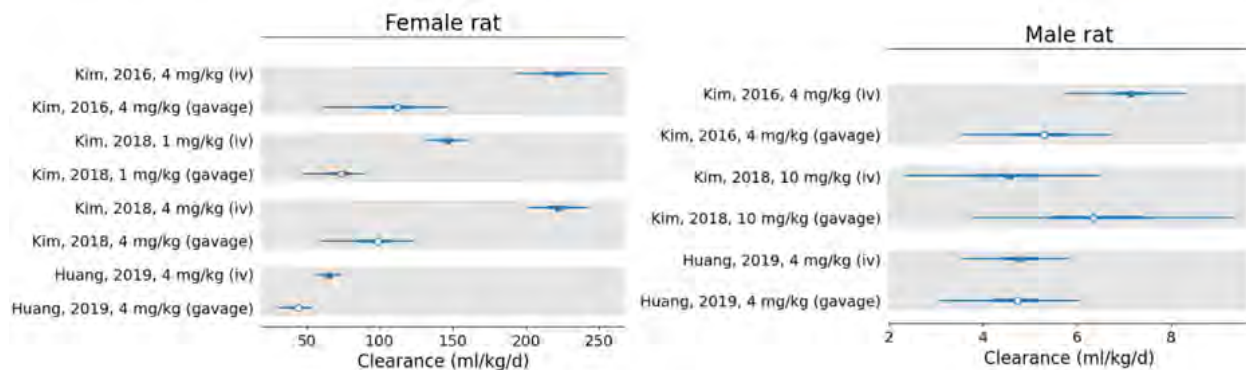 Female rat
Kim, 2016, 4 mg/kg (iv)
Kim, 2016, 4 mg/kg (gavage)
Kim, 2018, 1 mg/kg (iv)
Kim, 2018, 1 mg/kg (gavage)
Kim, 2018, 4 mg/kg (iv)
Kim, 2018, 4 mg/kg (gavage)
Huang, 2019, 4 mg/kg (iv)
Huang, 2019, 4 mg/kg (gavage)
50 100 150 200 250
Clearance (ml/kg/d)
Male rat
Kim, 2016, 4 mg/kg (iv)
Kim, 2016, 4 mg/kg (gavage)
Kim, 2018, 10 mg/kg (iv)
Kim, 2018, 10 mg/kg (gavage)
Huang, 2019, 4 mg/kg (iv)
Huang, 2019, 4 mg/kg (gavage)
2 4 6 8
Clearance (ml/kg/d)